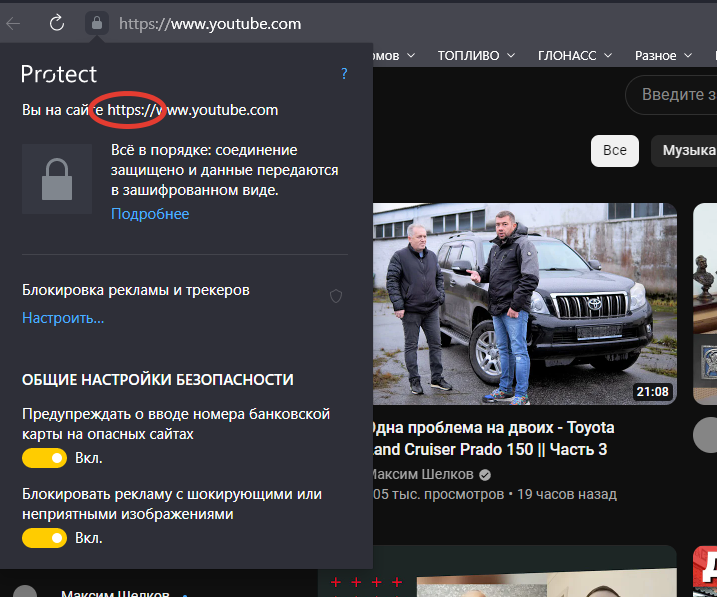 https://www.youtube.com
ТОПЛИВО
ГЛОНАСС
Разное
Protect
?
Вы на сайте https://www.youtube.com
Всё в порядке: соединение
защищено и данные передаются
в зашифрованном виде.
Подробнее
Блокировка рекламы и трекеров
Настроить...
ОБЩИЕ НАСТРОЙКИ БЕЗОПАСНОСТИ
Предупреждать о вводе номера банковской
карты на опасных сайтах
Вкл.
Блокировать рекламу с шокирующими или
неприятными изображениями
Вкл.
Введите з
Все
Музыка
21:08
Одна проблема на двоих - Toyota
Land Cruiser Prado 150 || Часть 3
Максим Шелков
05 тыс. просмотров • 19 часов назад
Максим Шелков